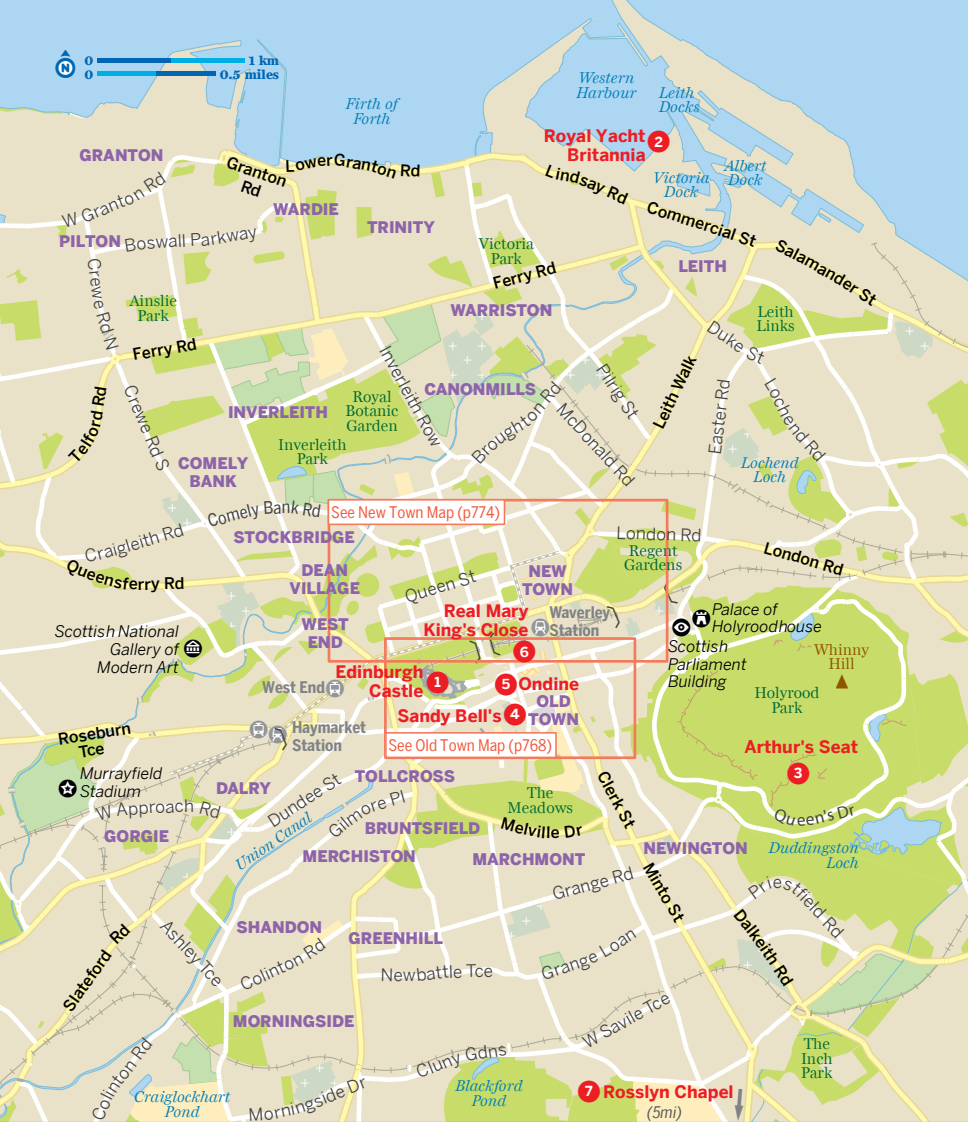 0 1 km
N
0 0.5 miles
Firth of
Forth
Western
Harbour
Leith
Docks
Royal Yacht
Britannia
2
Albert
Dock
Victoria
Dock
GRANTON
Granton
Rd
LowerGranton Rd
Lindsay Rd
Commercial St
Salamander St
W Granton Rd
WARDIE
TRINITY
PILTON
Boswall Parkway
Victoria
Park
LEITH
Ferry Rd
Crewe Rd N
Ainslie
Park
WARRISTON
Leith
Links
Ferry Rd
Duke St
Inverleith Row
Pilrig St
Leith Walk
Easter Rd
Lochend Rd
Telford Rd
Crewe Rd S
CANONMILLS
Royal
Botanic
Garden
INVERLEITH
Broughton Rd
McDonald Rd
Inverleith
Park
COMELY
BANK
Lochend
Loch
Comely Bank Rd
See New Town Map (p774)
Craigleith Rd
STOCKBRIDGE
London Rd
Regent
Gardens
London Rd
Queensferry Rd
DEAN
VILLAGE
Queen St
NEW
TOWN
Real Mary
King's Close
Waverley
Station
Palace of
Holyroodhouse
WEST
END
Scottish National
Gallery of
Modern Art
6
Scottish
Parliament
Building
Whinny
Hill
Edinburgh
Castle
1
5
Ondine
West End
Holyrood
Park
Sandy Bell's
4
OLD
TOWN
Roseburn
Tce
Haymarket
Station
See Old Town Map (p768)
Arthur's Seat
3
Murrayfield
Stadium
DALRY
TOLLCROSS
Dundee St
Clerk St
The
Meadows
W Approach Rd
Gilmore Pl
Queen's Dr
GORGIE
Union Canal
BRUNTSFIELD
Melville Dr
MERCHISTON
MARCHMONT
NEWINGTON
Duddingston
Loch
Grange Rd
Minto St
Priestfield Rd
SHANDON
GREENHILL
Dalkeith Rd
Slateford Rd
Ashley Tce
Colinton Rd
Newbattle Tce
Grange Loan
MORNINGSIDE
W Savile Tce
Colinton Rd
Cluny Gdns
The
Inch
Park
Craiglockhart
Pond
Morningside Dr
Blackford
Pond
7
Rosslyn Chapel
(5mi)